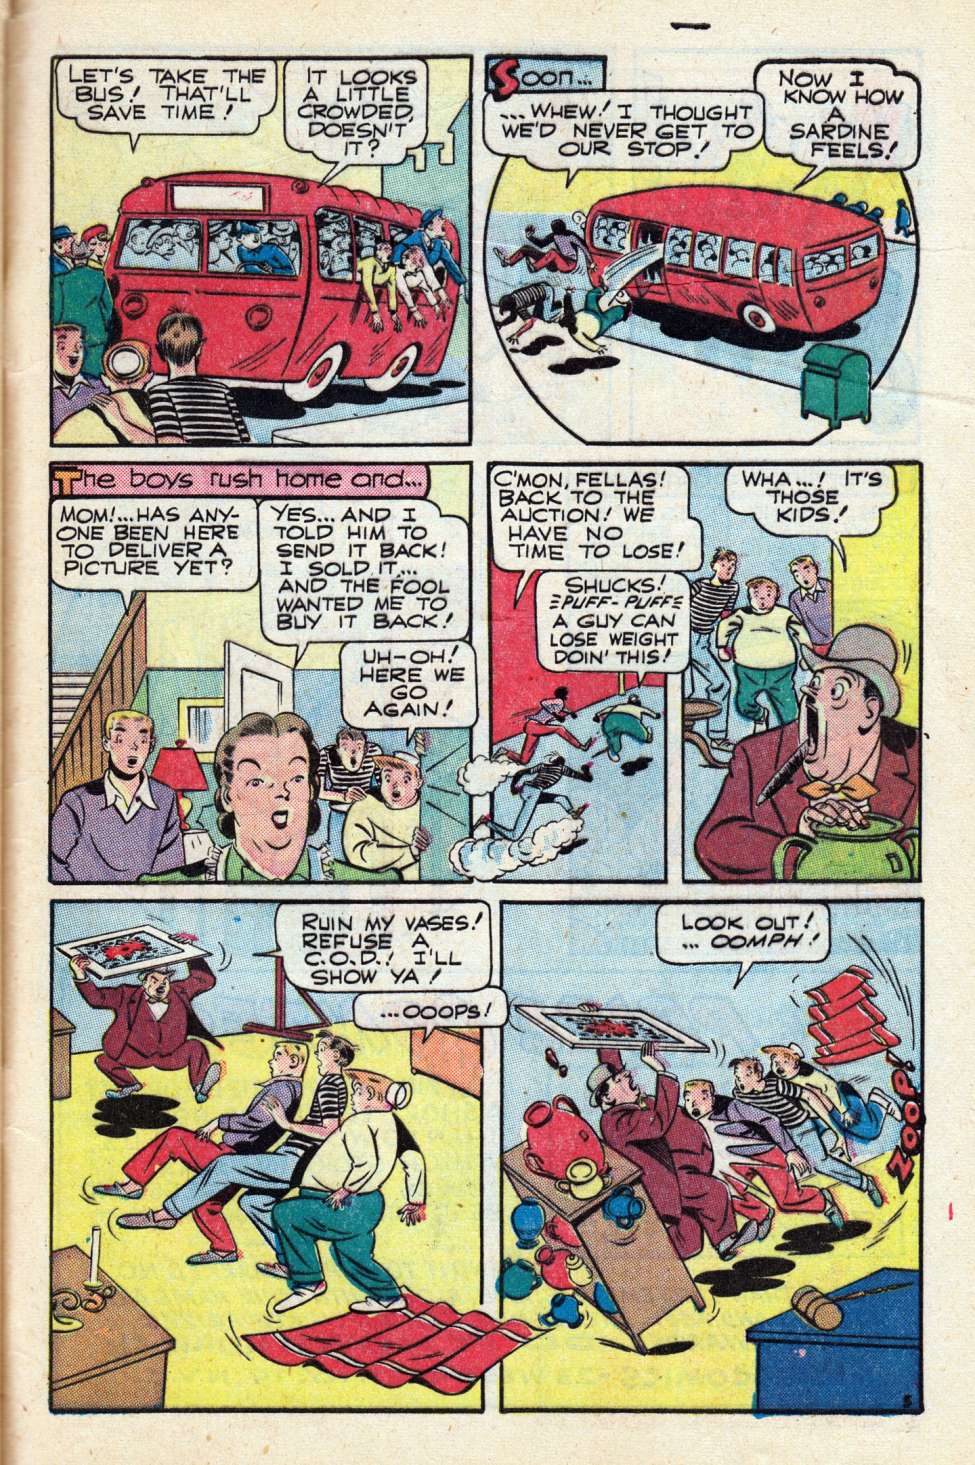 LET'S TAKE THE
BUS! THAT'LL
SAVE TIME!
IT LOOKS
A LITTLE
CROWDED,
DOESN'T
IT?
SOON...
...WHEW! I THOUGHT
WE'D NEVER GET TO
OUR STOP!
NOW I
KNOW HOW
A
SARDINE
FEELS!
The boys rush home and...
MOM!...HAS ANY-
ONE BEEN HERE
TO DELIVER A
PICTURE YET?
YES...AND I
TOLD HIM TO
SEND IT BACK!
I SOLD IT...
AND THE FOOL
WANTED ME TO
BUY IT BACK!
UH-OH!
HERE WE
GO
AGAIN!
C'MON, FELLAS!
BACK TO THE
AUCTION! WE
HAVE NO
TIME TO LOSE!
SHUCKS!
PUFF-PUFF
A GUY CAN
LOSE WEIGHT
DOIN' THIS!
WHA...! IT'S
THOSE
KIDS!
RUIN MY VASES!
REFUSE A
C.O.D.! I'LL
SHOW YA!
...OOOPS!
LOOK OUT!
...OOMPH!
ZOOP!
5